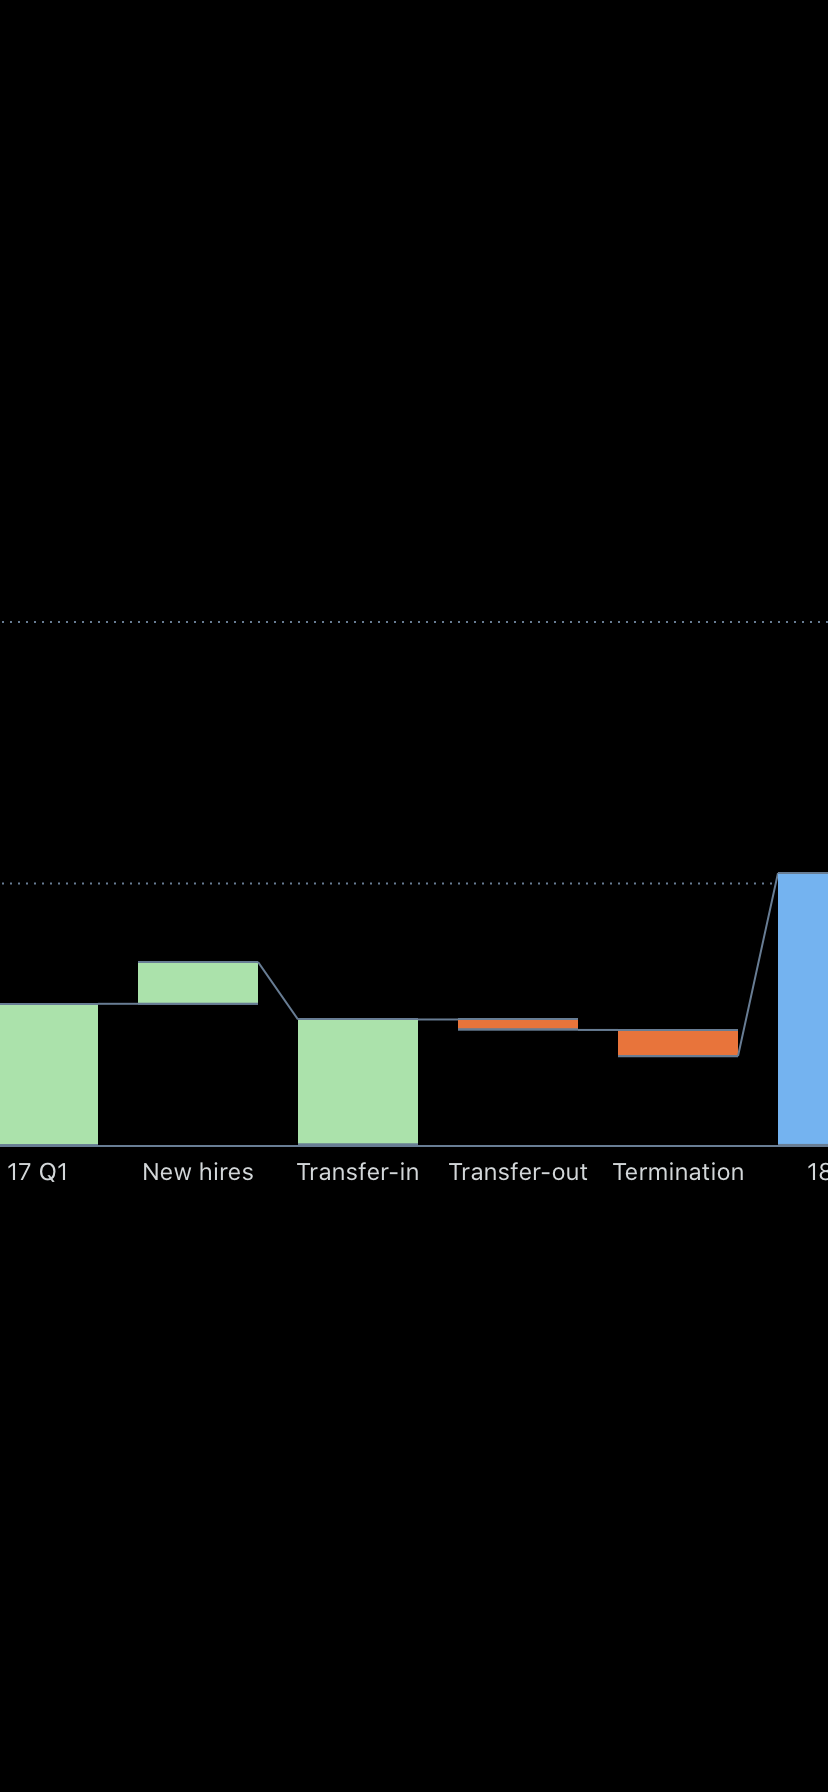 17 Q1
New hires
Transfer-in
Transfer-out
Termination
18